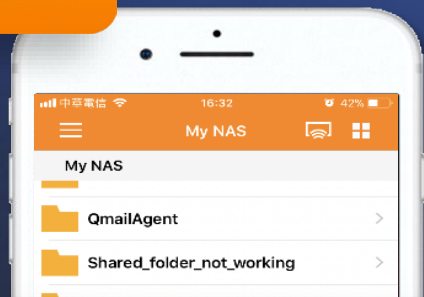 中華電信 16:32 42%
My NAS
My NAS
QmailAgent
Shared_folder_not_working